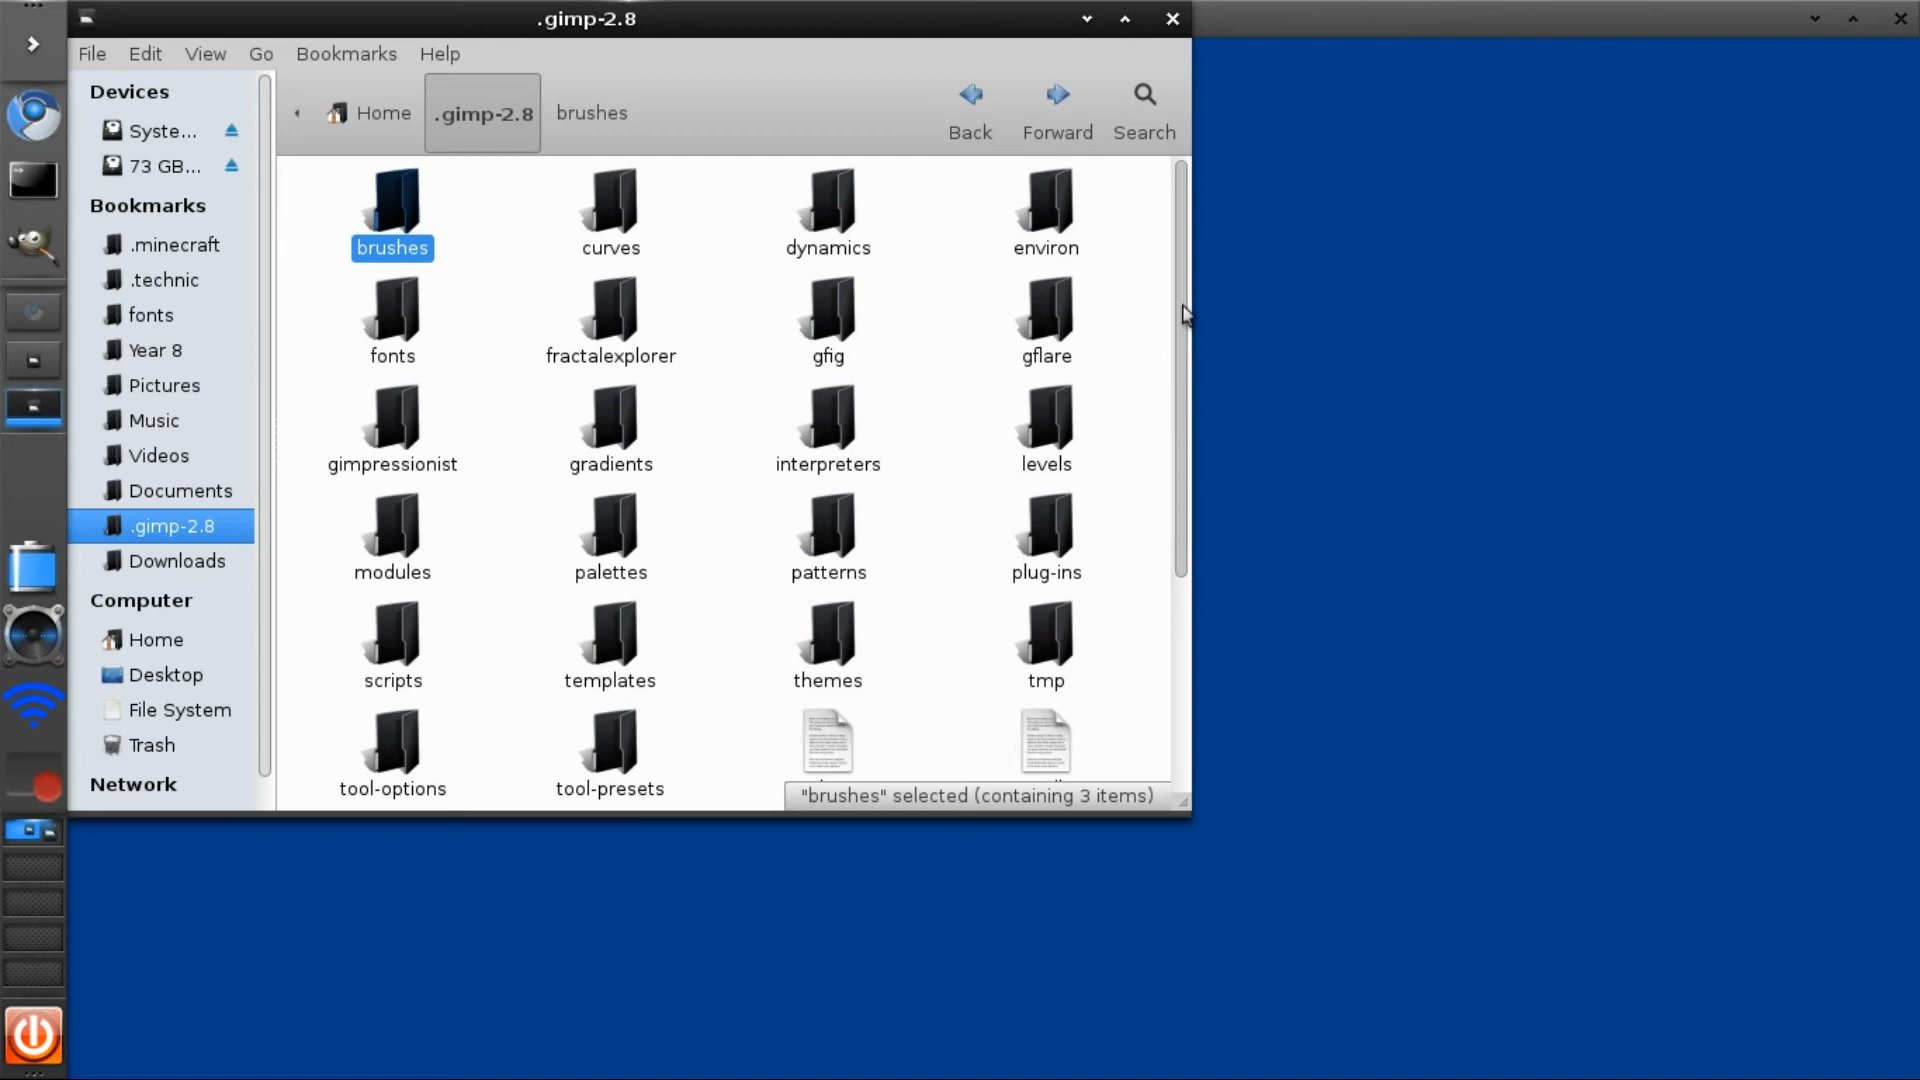 .gimp-2.8
File Edit View Go Bookmarks Help
Devices
Syste...
73 GB...
Bookmarks
.minecraft
.technic
fonts
Year 8
Pictures
Music
Videos
Documents
.gimp-2.8
Downloads
Computer
Home
Desktop
File System
Trash
Network
Home .gimp-2.8 brushes
Back Forward Search
brushes curves dynamics environ
fonts fractalexplorer gfig gflare
gimpressionist gradients interpreters levels
modules palettes patterns plug-ins
scripts templates themes tmp
tool-options tool-presets
"brushes" selected (containing 3 items)